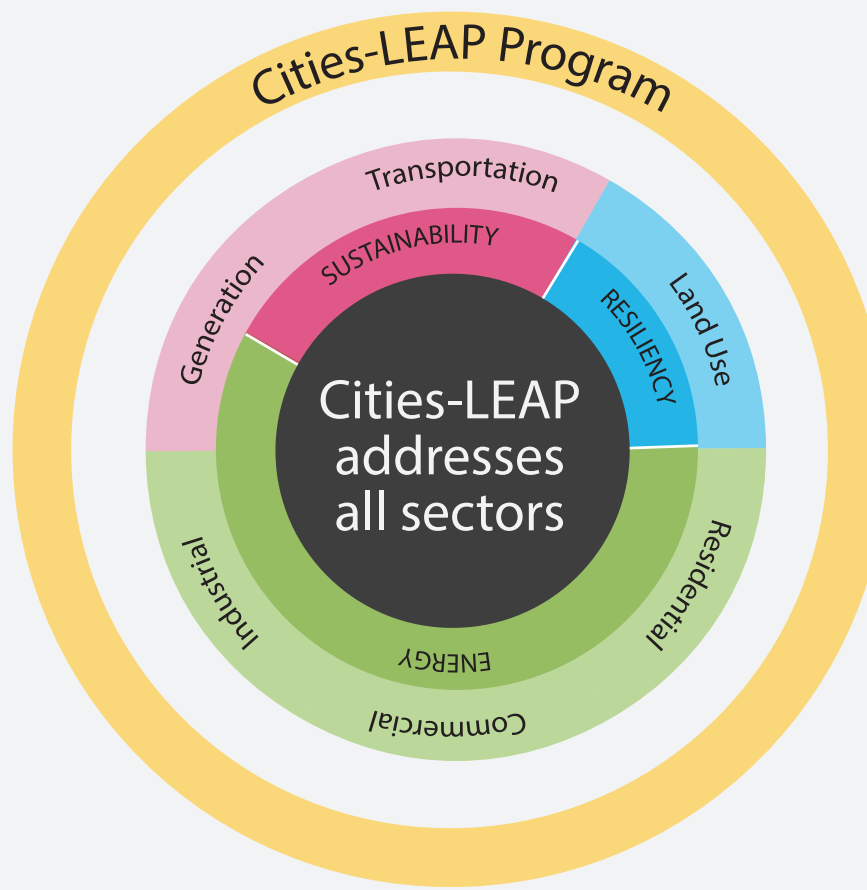 Cities-LEAP Program
Transportation
SUSTAINABILITY
Generation
Land Use
RESILIENCY
Cities-LEAP
addresses
all sectors
Industrial
Residential
ENERGY
Commercial